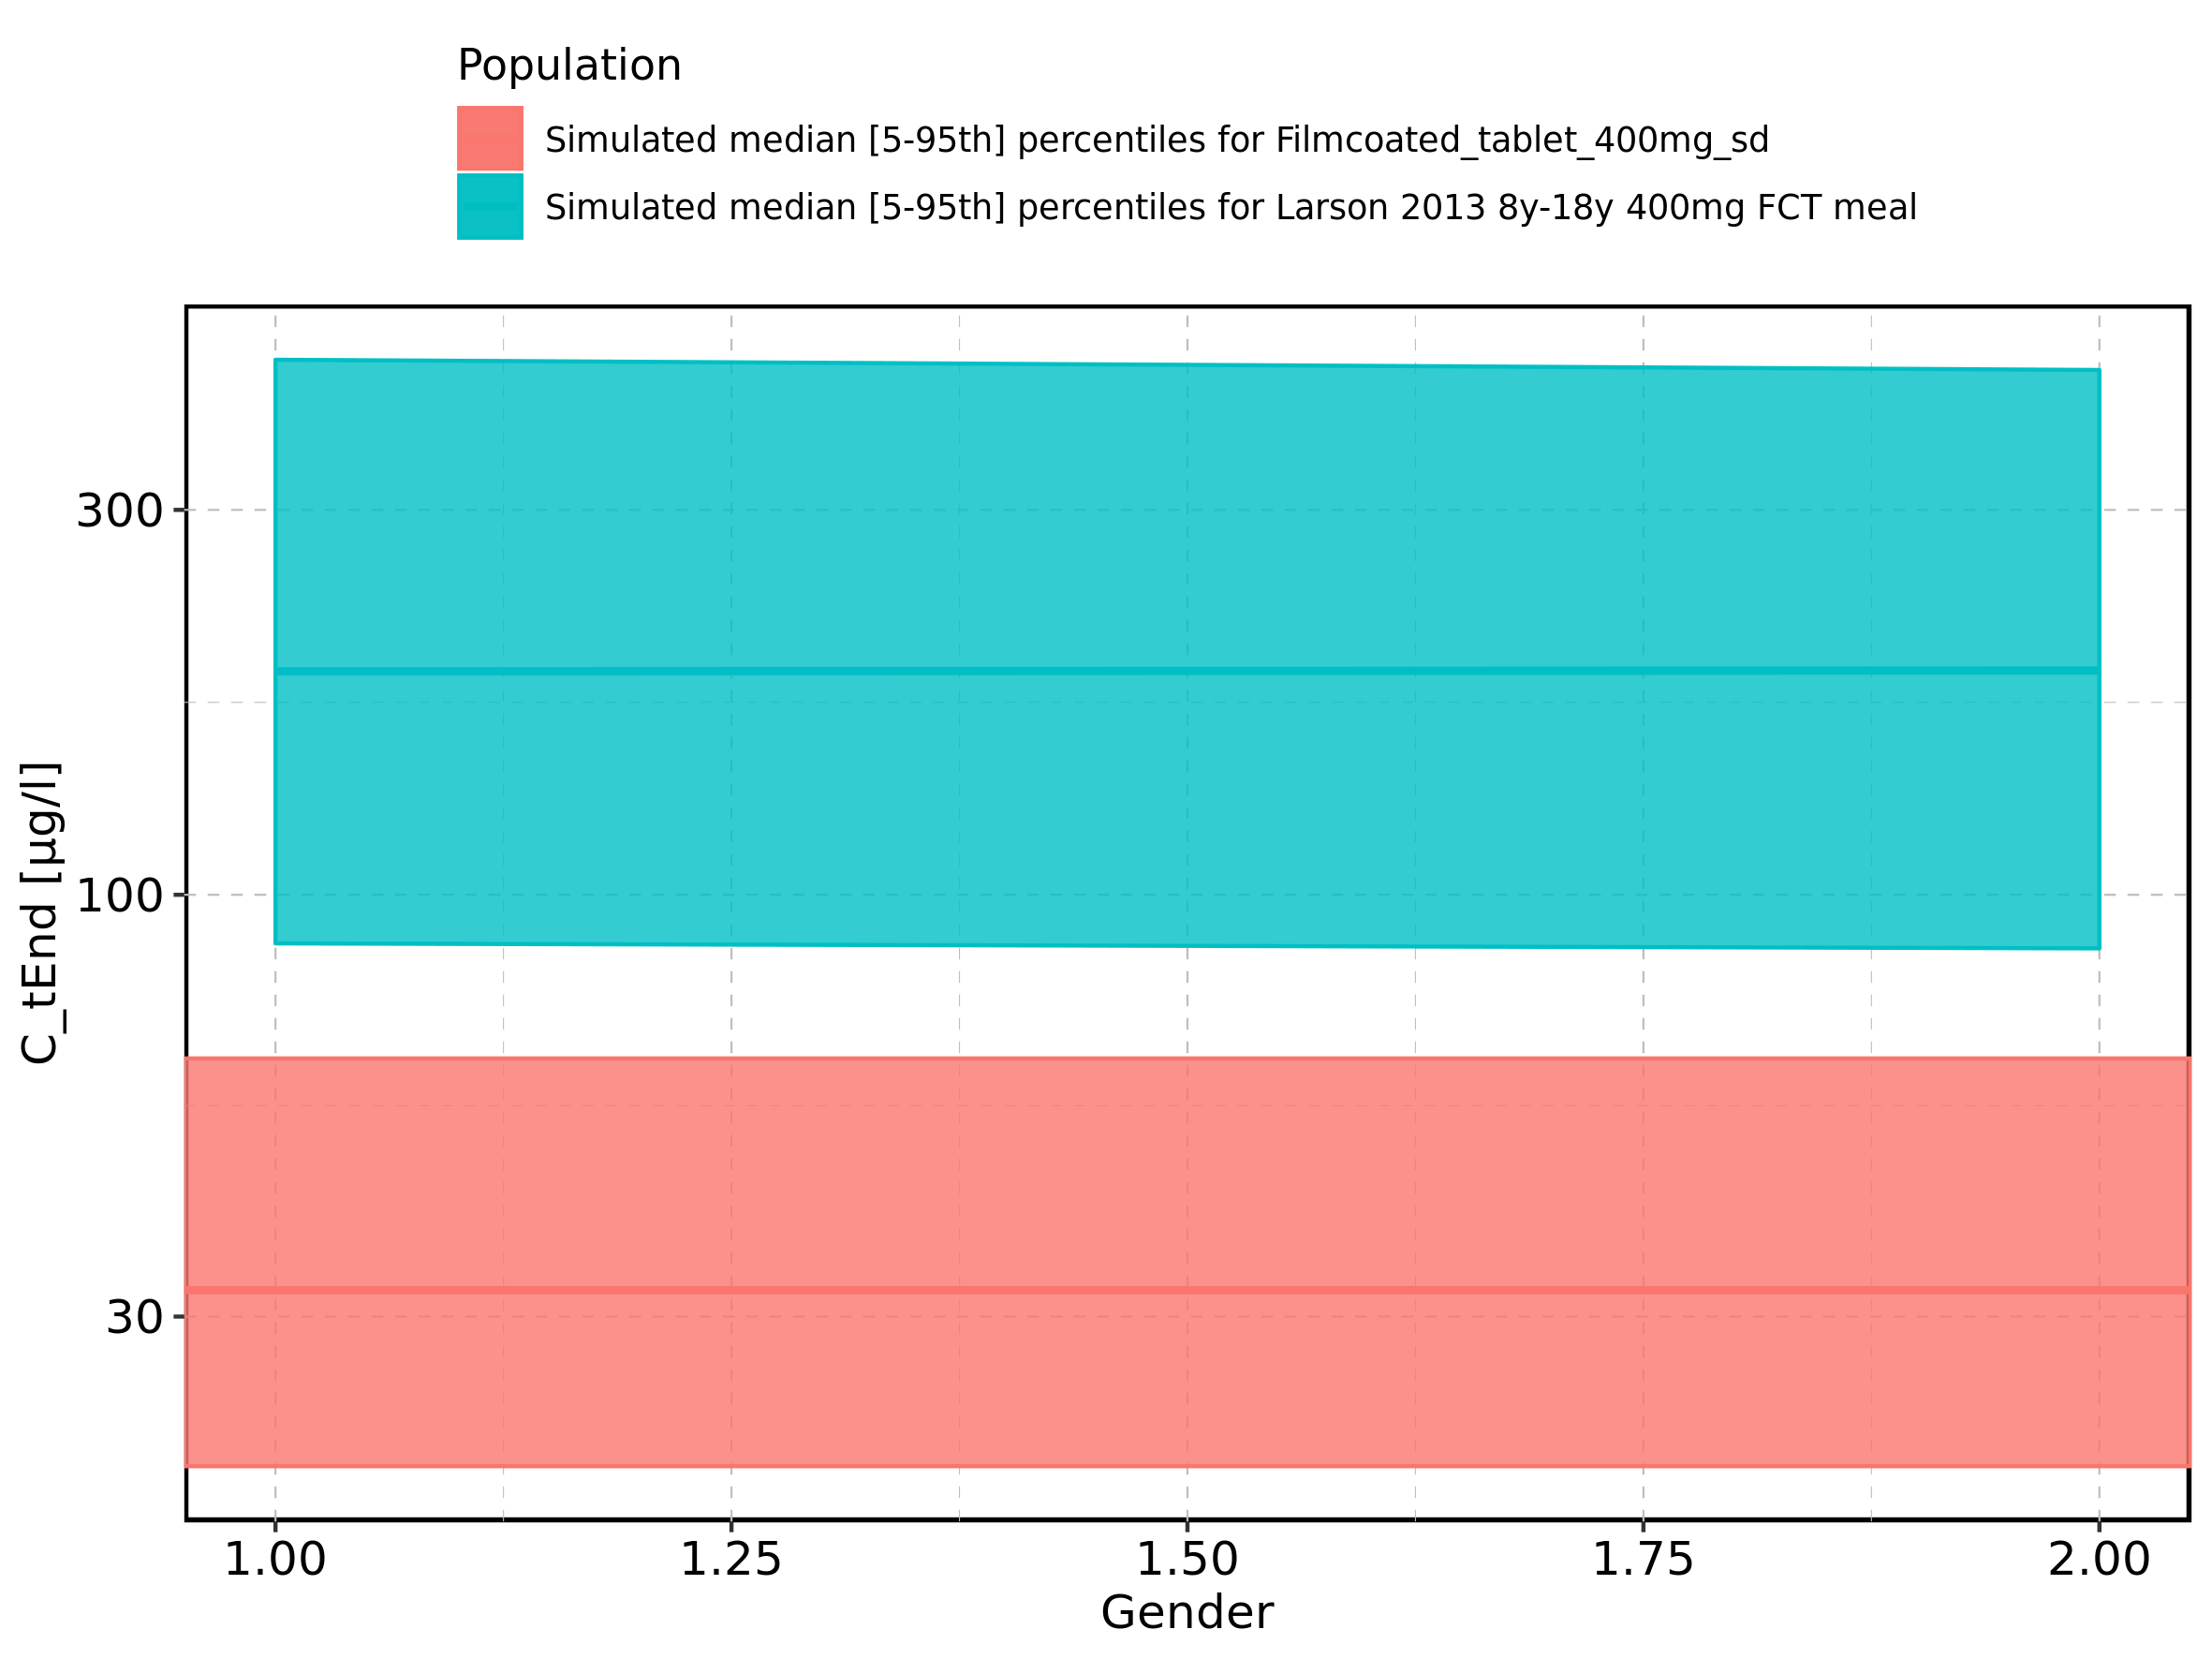 Population
Simulated median [5-95th] percentiles for Filmcoated_tablet_400mg_sd
Simulated median [5-95th] percentiles for Larson 2013 8y-18y 400mg FCT meal
C_tEnd [µg/l]
300
100
30
1.00 1.25 1.50 1.75 2.00
Gender